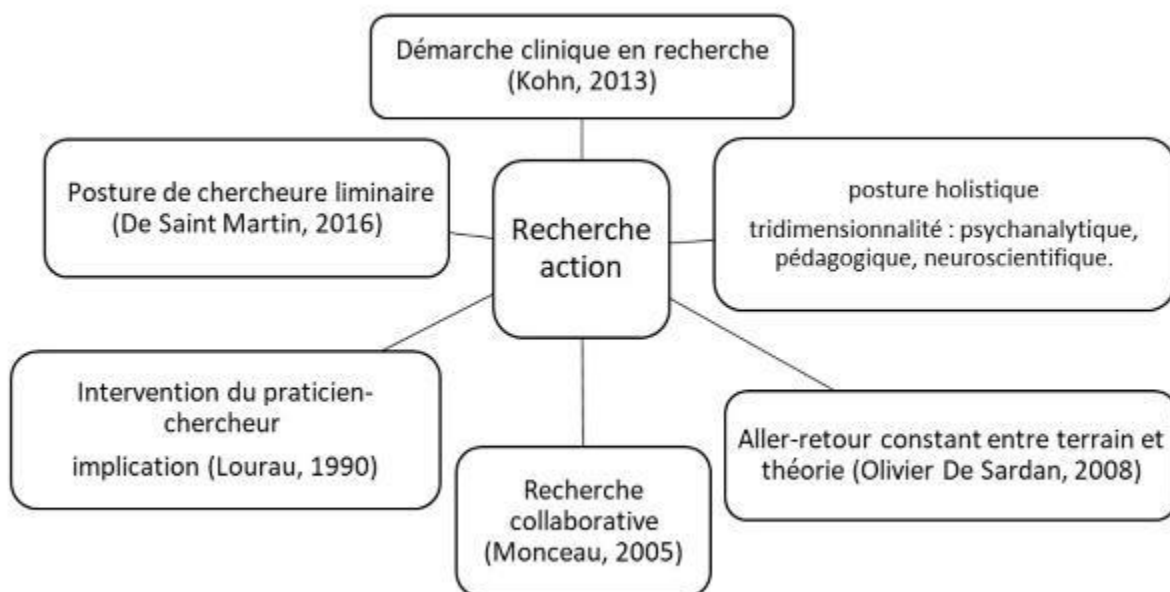 Démarche clinique en recherche
(Kohn, 2013)
Posture de chercheure liminaire
(De Saint Martin, 2016)
Recherche
action
posture holistique
tridimensionnalité : psychanalytique,
pédagogique, neuroscientifique.
Intervention du praticien-
chercheur
implication (Lourau, 1990)
Recherche
collaborative
(Monceau, 2005)
Aller-retour constant entre terrain et
théorie (Olivier De Sardan, 2008)